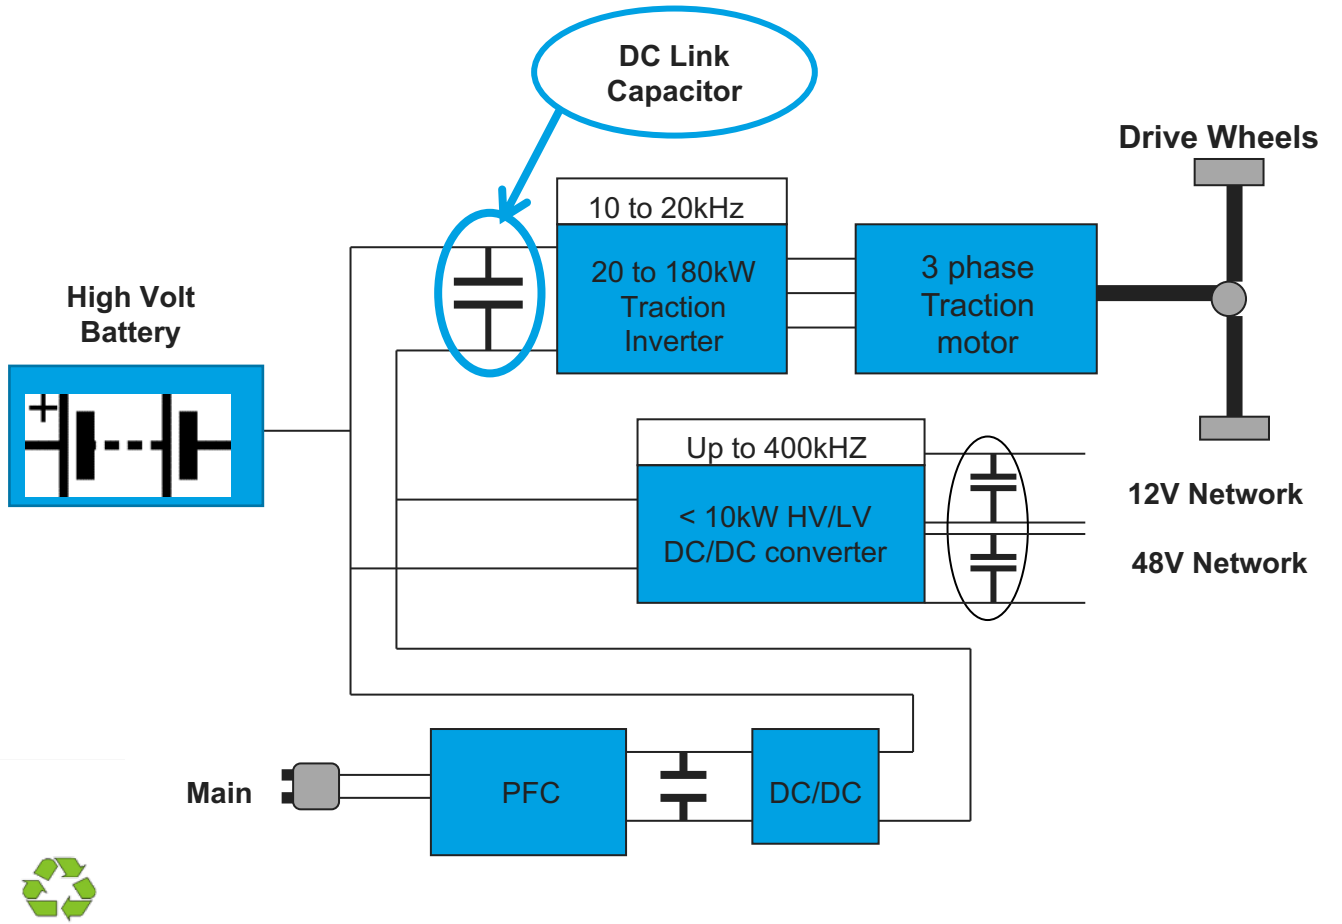 DC Link
Capacitor
Drive Wheels
10 to 20kHz
20 to 180kW
Traction
Inverter
3 phase
Traction
motor
High Volt
Battery
+
Up to 400kHZ
< 10kW HV/LV
DC/DC converter
12V Network
48V Network
Main
PFC
DC/DC